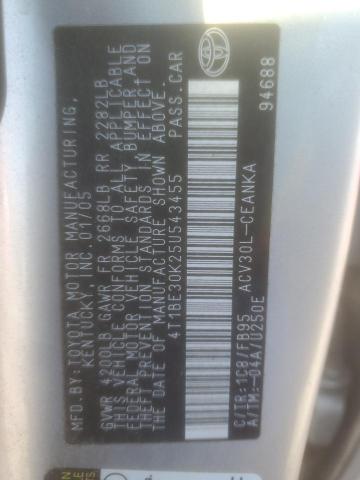 MFD. BY: TOYOTA MOTOR MANUFACTURING,
KENTUCKY, INC. 01/05
GVWR 4200LB GAWR FR 2668LB RR 2282LB
THIS VEHICLE CONFORMS TO ALL APPLICABLE
FEDERAL MOTOR VEHICLE SAFETY, BUMPER, AND
THEFT PREVENTION STANDARDS IN EFFECT ON
THE DATE OF MANUFACTURE SHOWN ABOVE.
4T1BE30K25U543455 PASS.CAR
C/TR:1C8/FB95 ACV30L-CEANKA
A/TM:-04A/U250E 94688